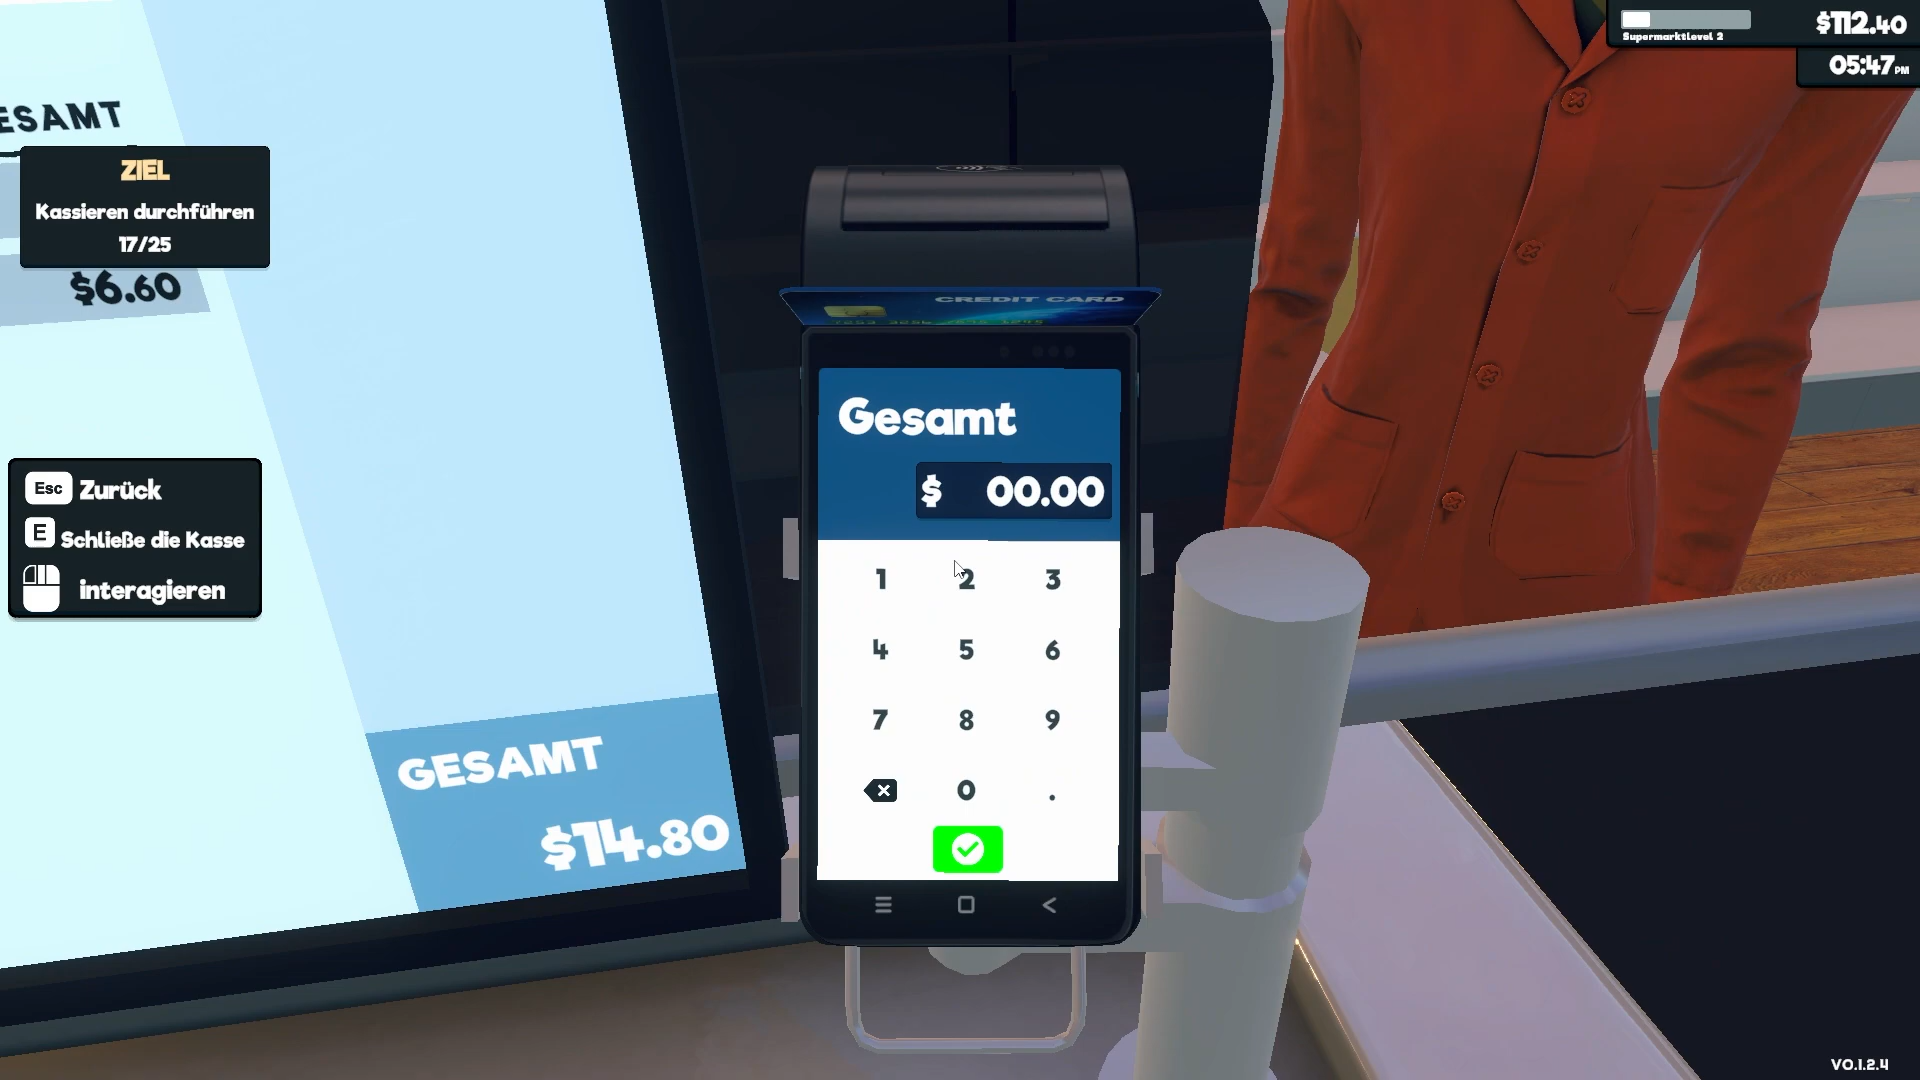 ESAMT
ZIEL
Kassieren durchführen
17/25
$6.60
Esc Zurück
E Schließe die Kasse
interagieren
GESAMT
$14.80
CREDIT CARD
Gesamt
$ 00.00
1 2 3
4 5 6
7 8 9
0 .
$112.40
Supermarktlevel 2
05:47 PM
V0.1.2.4